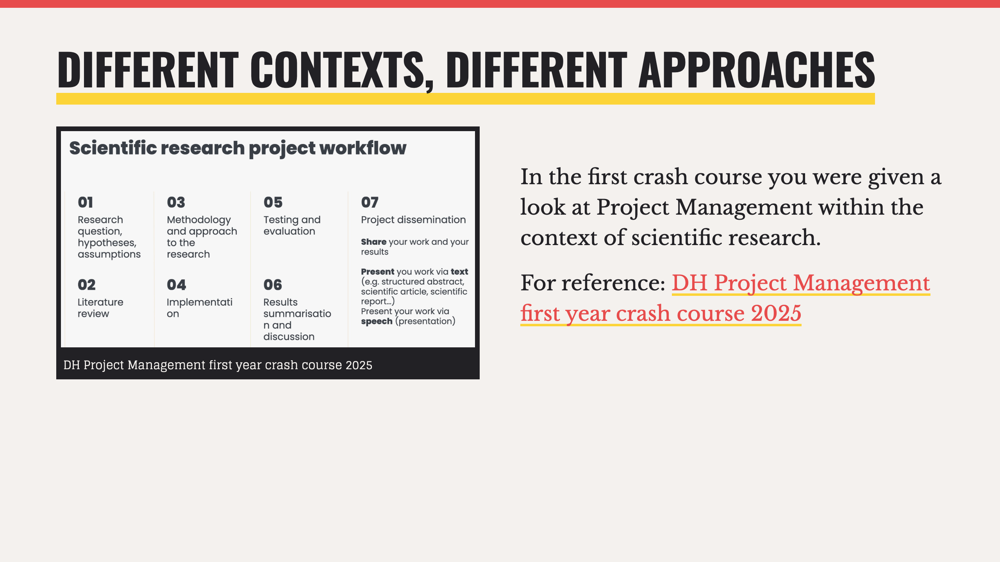 DIFFERENT CONTEXTS, DIFFERENT APPROACHES
Scientific research project workflow
01
Research
question,
hypotheses,
assumptions
02
Literature
review
03
Methodology
and approach
to the
research
04
Implementati
on
05
Testing and
evaluation
06
Results
summarisatio
n and
discussion
07
Project dissemination
Share your work and your
results
Present you work via text
(e.g. structured abstract,
scientific article, scientific
report...)
Present your work via
speech (presentation)
DH Project Management first year crash course 2025
In the first crash course you were given a
look at Project Management within the
context of scientific research.
For reference: DH Project Management
first year crash course 2025